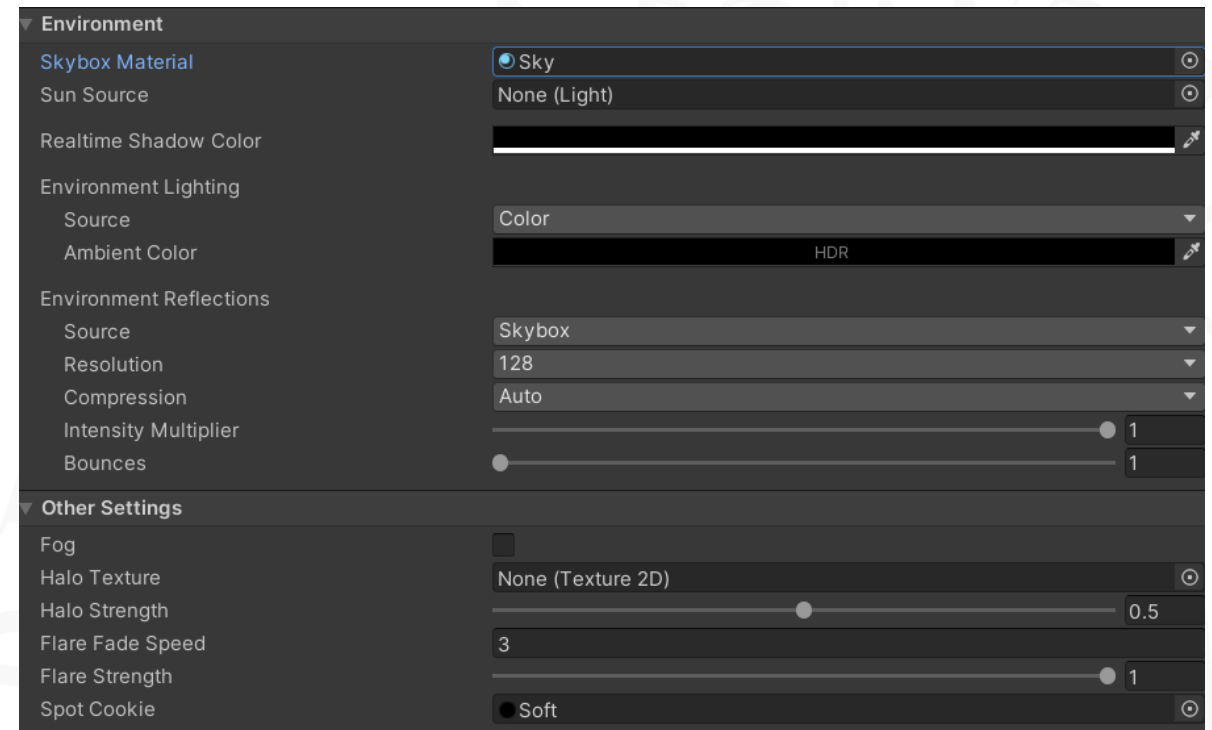 Environment
Skybox Material Sky
Sun Source None (Light)
Realtime Shadow Color
Environment Lighting
Source Color
Ambient Color HDR
Environment Reflections
Source Skybox
Resolution 128
Compression Auto
Intensity Multiplier 1
Bounces 1
Other Settings
Fog
Halo Texture None (Texture 2D)
Halo Strength 0.5
Flare Fade Speed 3
Flare Strength 1
Spot Cookie Soft